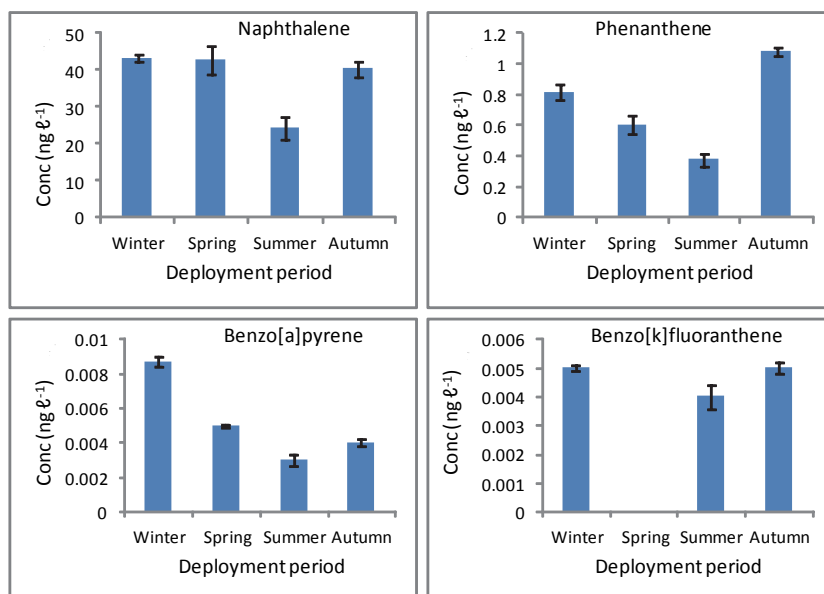 Naphthalene
50
40
30
20
10
0
Conc (ng ℓ⁻¹)
Winter Spring Summer Autumn
Deployment period
Phenanthene
1.2
1
0.8
0.6
0.4
0.2
0
Conc (ng ℓ⁻¹)
Winter Spring Summer Autumn
Deployment period
Benzo[a]pyrene
0.01
0.008
0.006
0.004
0.002
0
Conc (ng ℓ⁻¹)
Winter Spring Summer Autumn
Deployment period
Benzo[k]fluoranthene
0.006
0.005
0.004
0.003
0.002
0.001
0
Conc (ng ℓ⁻¹)
Winter Spring Summer Autumn
Deployment period